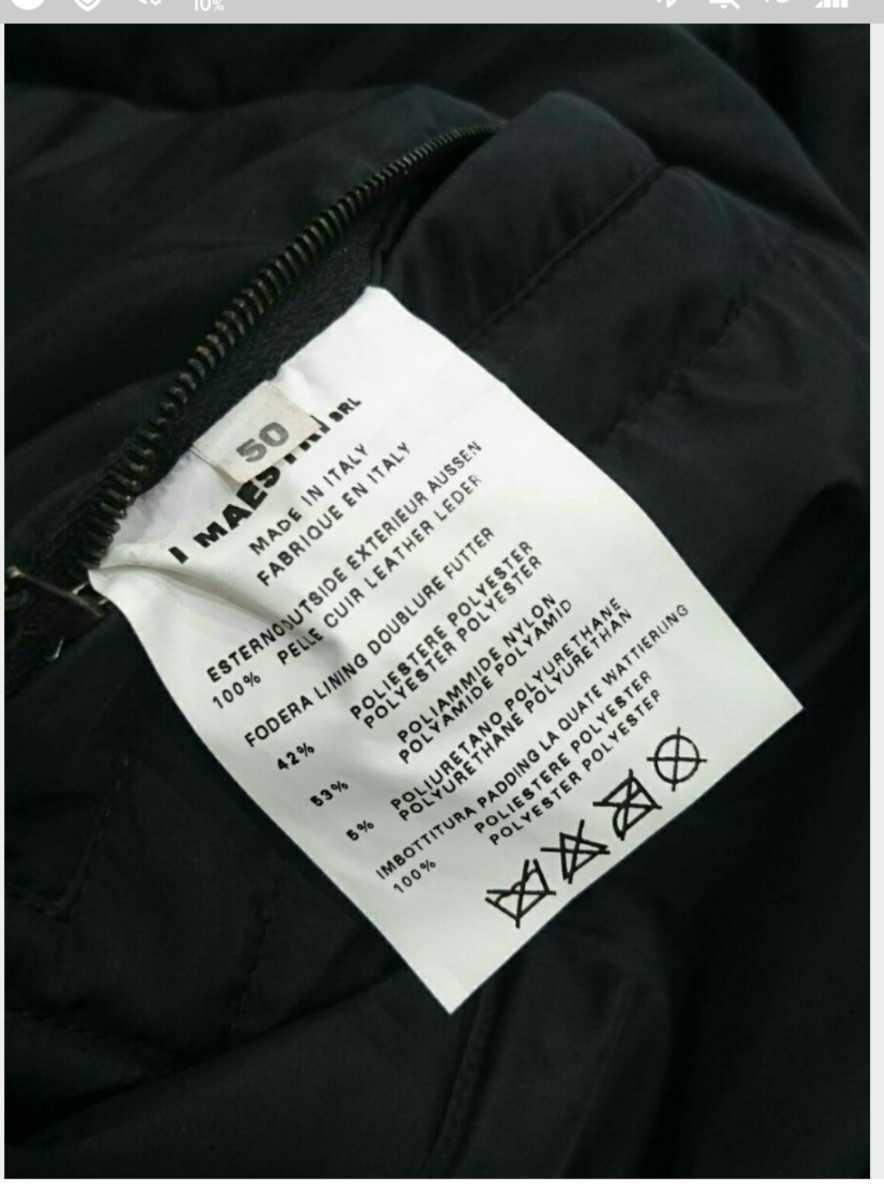 10%
50
I MAESTRI SRL
MADE IN ITALY
FABRIQUE EN ITALY
ESTERNO OUTSIDE EXTERIEUR AUSSEN
100% PELLE CUIR LEATHER LEDER
FODERA LINING DOUBLURE FUTTER
42% POLIESTERE POLYESTER
POLYESTER POLYESTER
53% POLIAMMIDE NYLON
POLYAMIDE POLYAMID
5% POLIURETANO POLYURETHANE
POLYURETHANE POLYURETHAN
IMBOTTITURA PADDING LA QUATE WATTIERUNG
100% POLIESTERE POLYESTER
POLYESTER POLYESTER